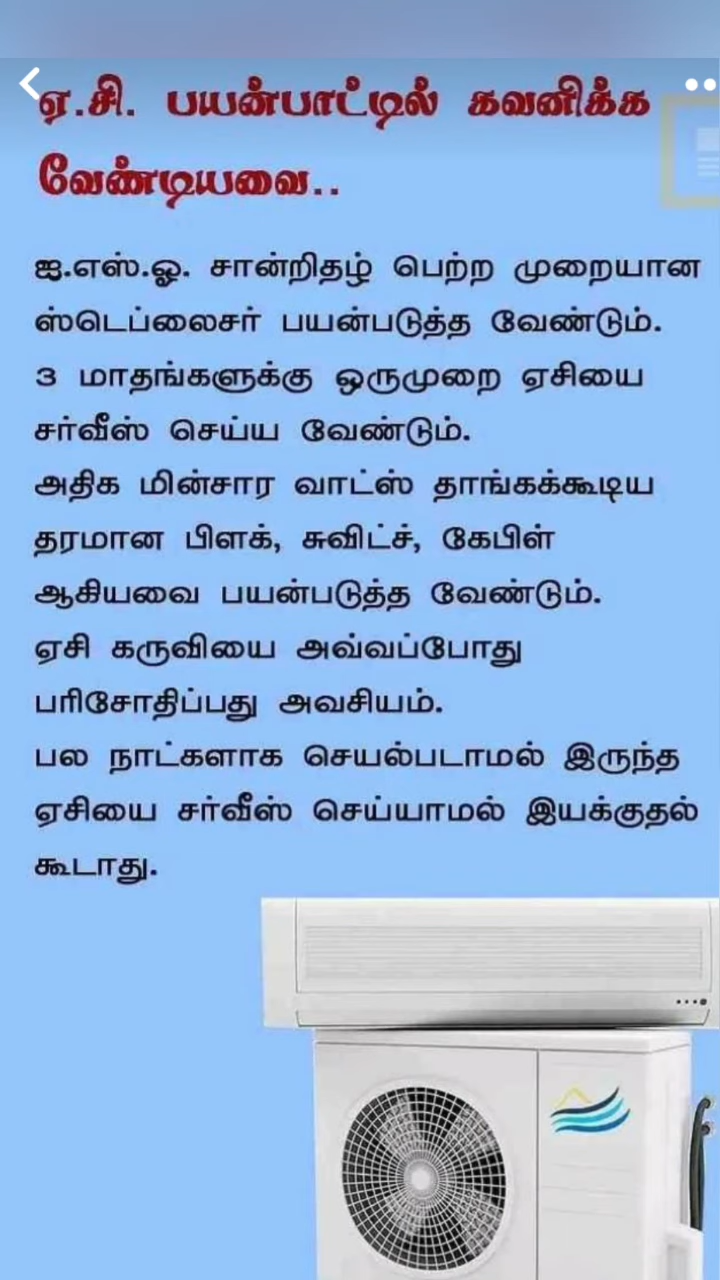 ஏ.சி. பயன்பாட்டில் கவனிக்க
வேண்டியவை..
ஐ.எஸ்.ஓ. சான்றிதழ் பெற்ற முறையான
ஸ்டெப்லைசர் பயன்படுத்த வேண்டும்.
3 மாதங்களுக்கு ஒருமுறை ஏசியை
சர்வீஸ் செய்ய வேண்டும்.
அதிக மின்சார வாட்ஸ் தாங்கக்கூடிய
தரமான பிளக், சுவிட்ச், கேபிள்
ஆகியவை பயன்படுத்த வேண்டும்.
ஏசி கருவியை அவ்வப்போது
பரிசோதிப்பது அவசியம்.
பல நாட்களாக செயல்படாமல் இருந்த
ஏசியை சர்வீஸ் செய்யாமல் இயக்குதல்
கூடாது.